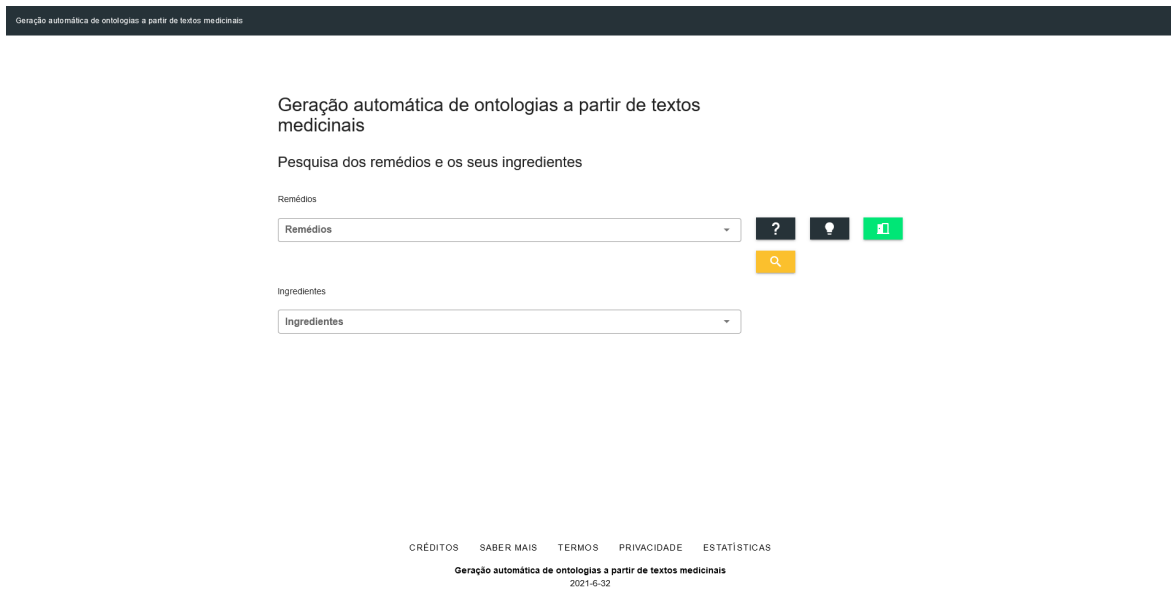 Geração automática de ontologias a partir de textos medicinais
Geração automática de ontologias a partir de textos
medicinais
Pesquisa dos remédios e os seus ingredientes
Remédios
Remédios
?
Ingredientes
Ingredientes
CRÉDITOS SABER MAIS TERMOS PRIVACIDADE ESTATÌSTICAS
Geração automática de ontologias a partir de textos medicinais
2021-6-32